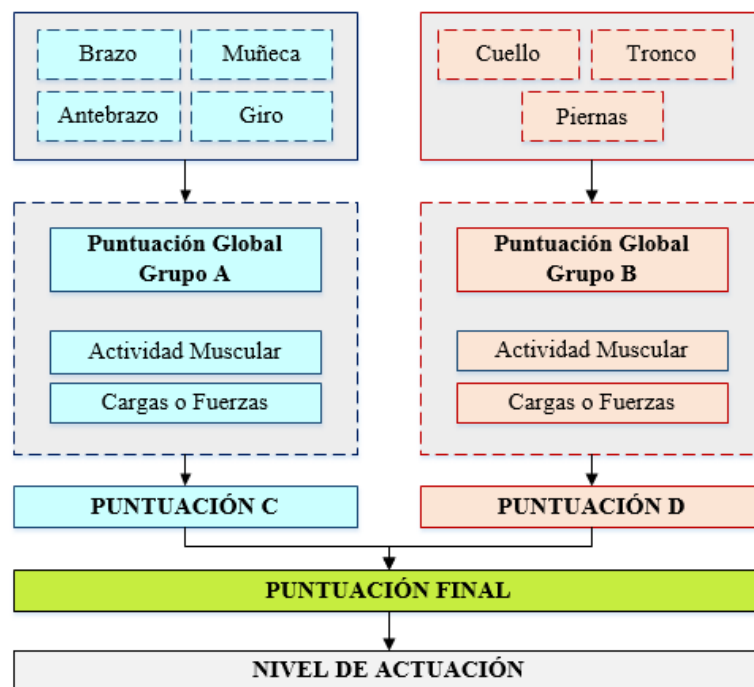 Brazo
Muñeca
Antebrazo
Giro
Cuello
Tronco
Piernas
Puntuación Global
Grupo A
Actividad Muscular
Cargas o Fuerzas
Puntuación Global
Grupo B
Actividad Muscular
Cargas o Fuerzas
PUNTUACIÓN C
PUNTUACIÓN D
PUNTUACIÓN FINAL
NIVEL DE ACTUACIÓN